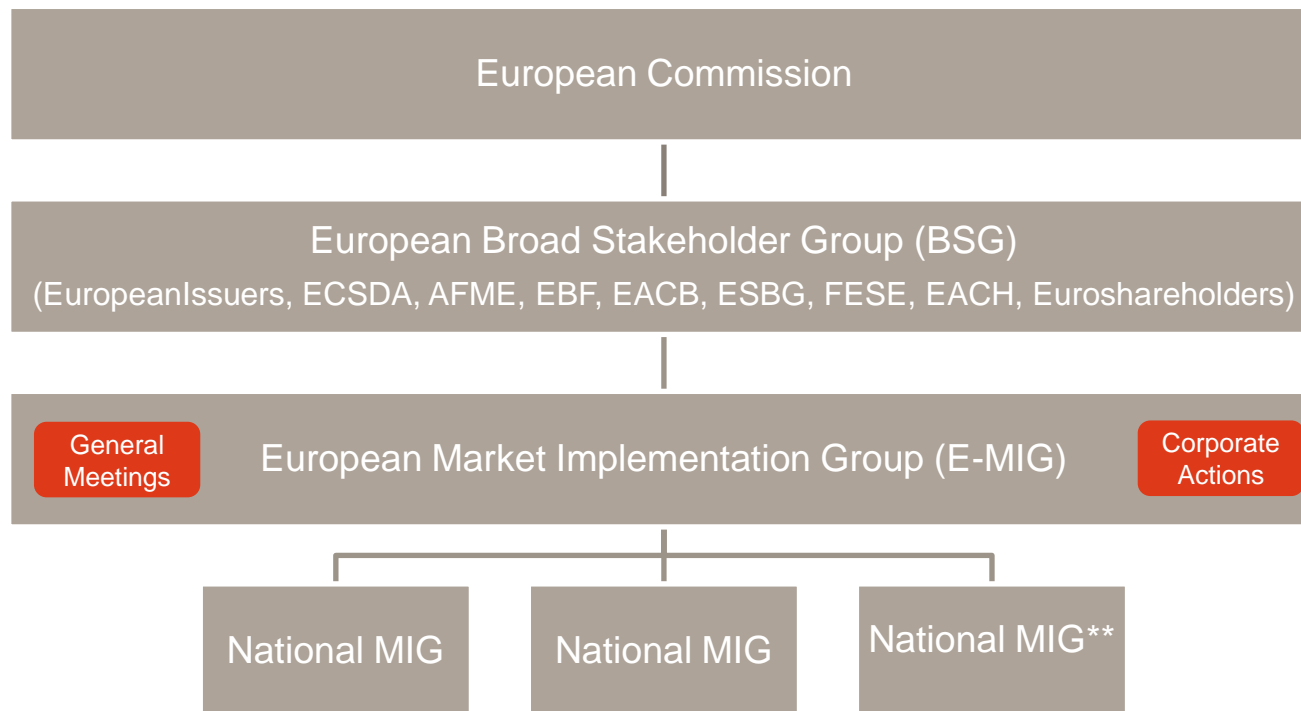 European Commission
European Broad Stakeholder Group (BSG)
(EuropeanIssuers, ECSDA, AFME, EBF, EACB, ESBG, FESE, EACH, Euroshareholders)
General
Meetings
European Market Implementation Group (E-MIG)
Corporate
Actions
National MIG
National MIG
National MIG**